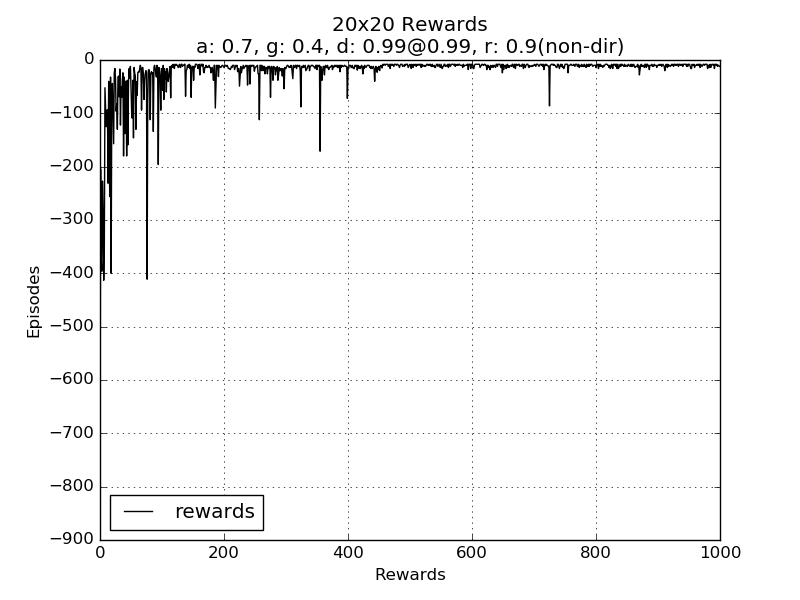 20x20 Rewards
a: 0.7, g: 0.4, d: 0.99@0.99, r: 0.9(non-dir)
0
−100
−200
−300
−400
−500
−600
−700
−800
−900
Episodes
rewards
0 200 400 600 800 1000
Rewards